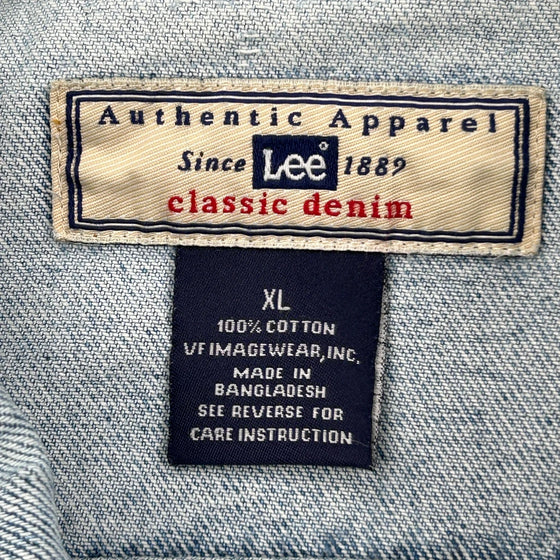 Authentic Apparel
Since Lee® 1889
classic denim
XL
100% COTTON
VF IMAGEWEAR, INC.
MADE IN
BANGLADESH
SEE REVERSE FOR
CARE INSTRUCTION